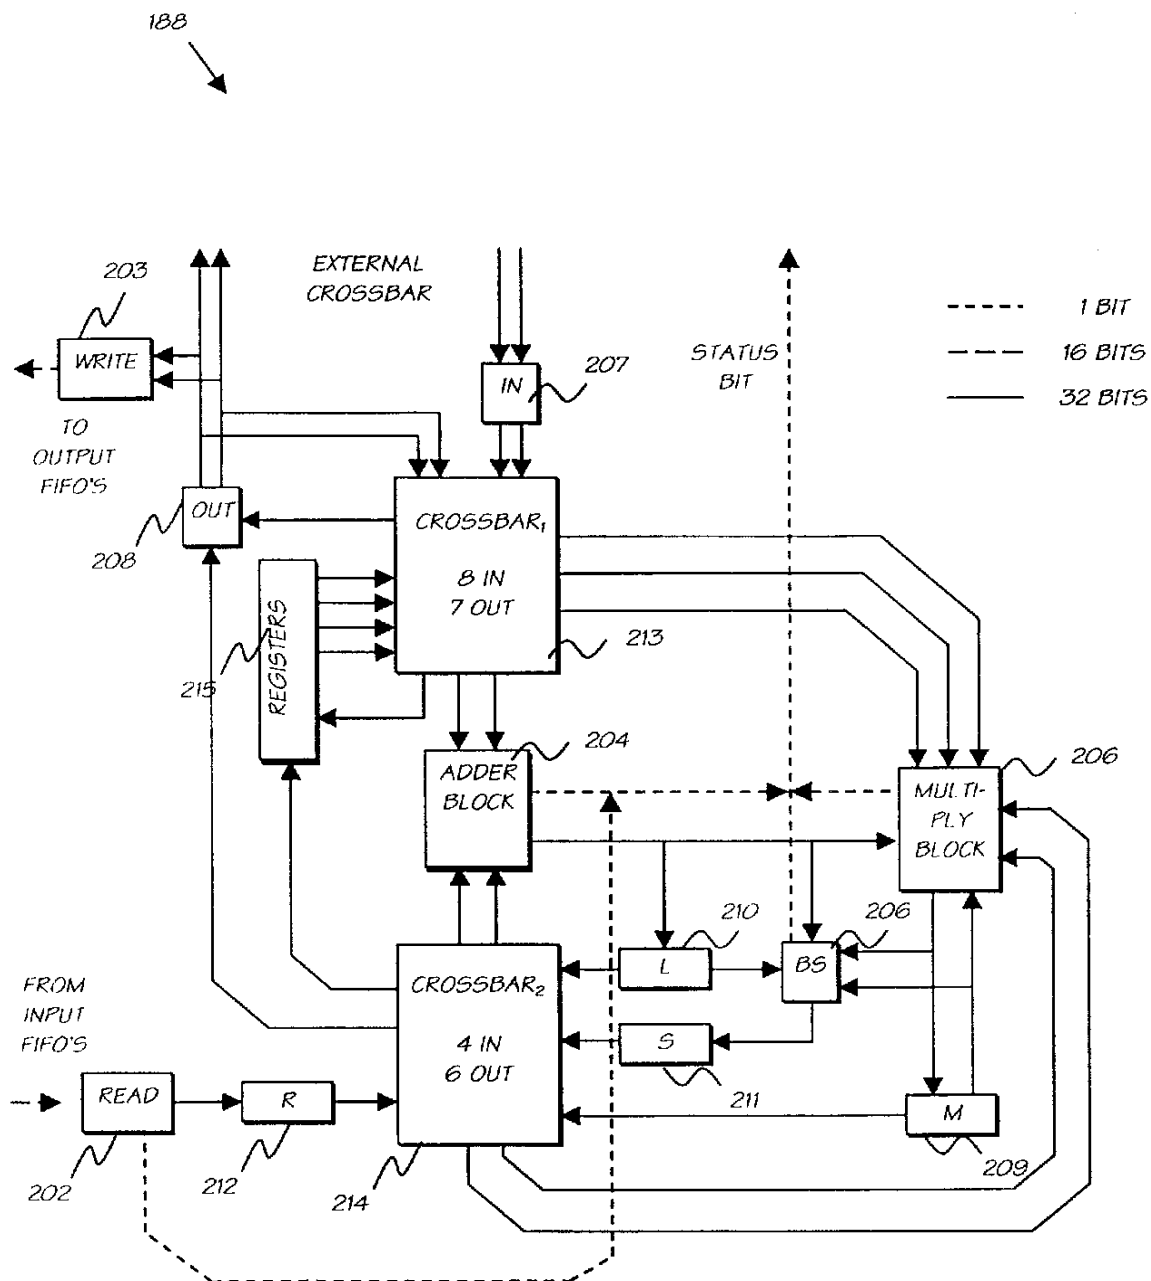 188
EXTERNAL
CROSSBAR
203
WRITE
TO
OUTPUT
FIFO'S
IN
207
STATUS
BIT
1 BIT
16 BITS
32 BITS
OUT
208
CROSSBAR₁
8 IN
7 OUT
213
REGISTERS
215
ADDER
BLOCK
204
MULTI-
PLY
BLOCK
206
210
L
206
BS
CROSSBAR₂
4 IN
6 OUT
214
S
211
FROM
INPUT
FIFO'S
READ
202
R
212
M
209